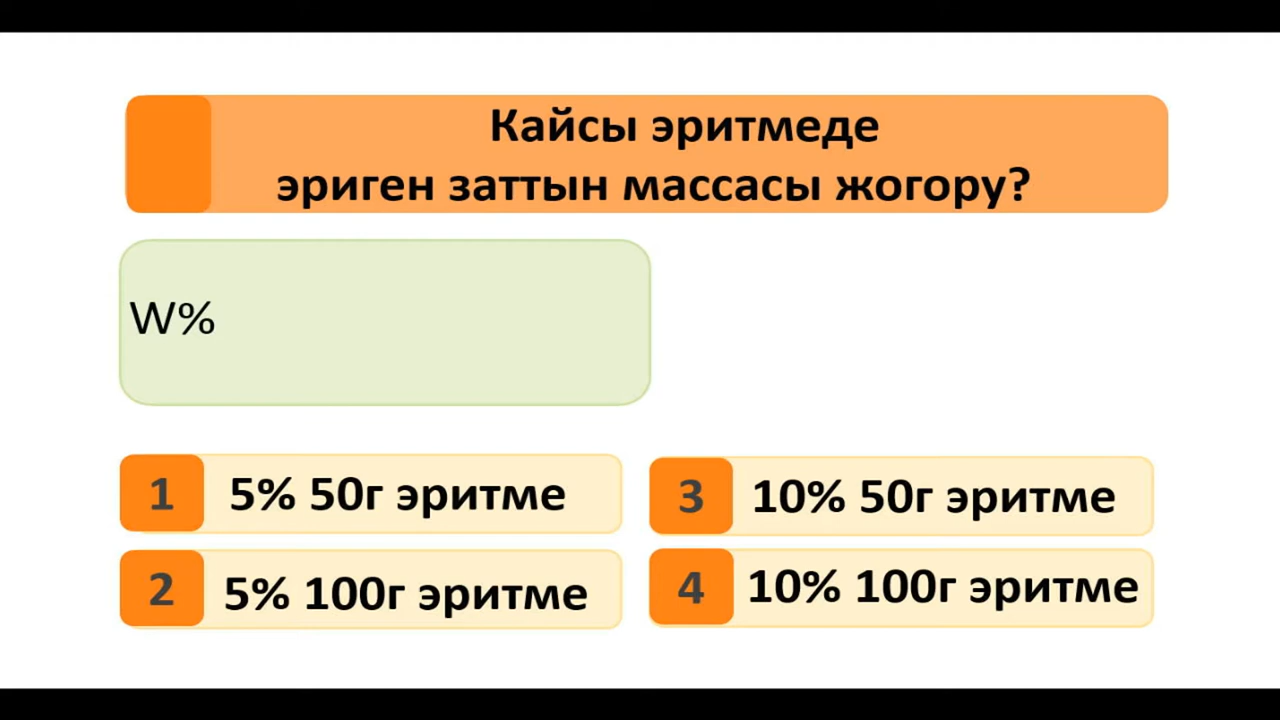 Кайсы эритмеде
эриген заттын массасы жогору?
W%
1 5% 50г эритме
2 5% 100г эритме
3 10% 50г эритме
4 10% 100г эритме